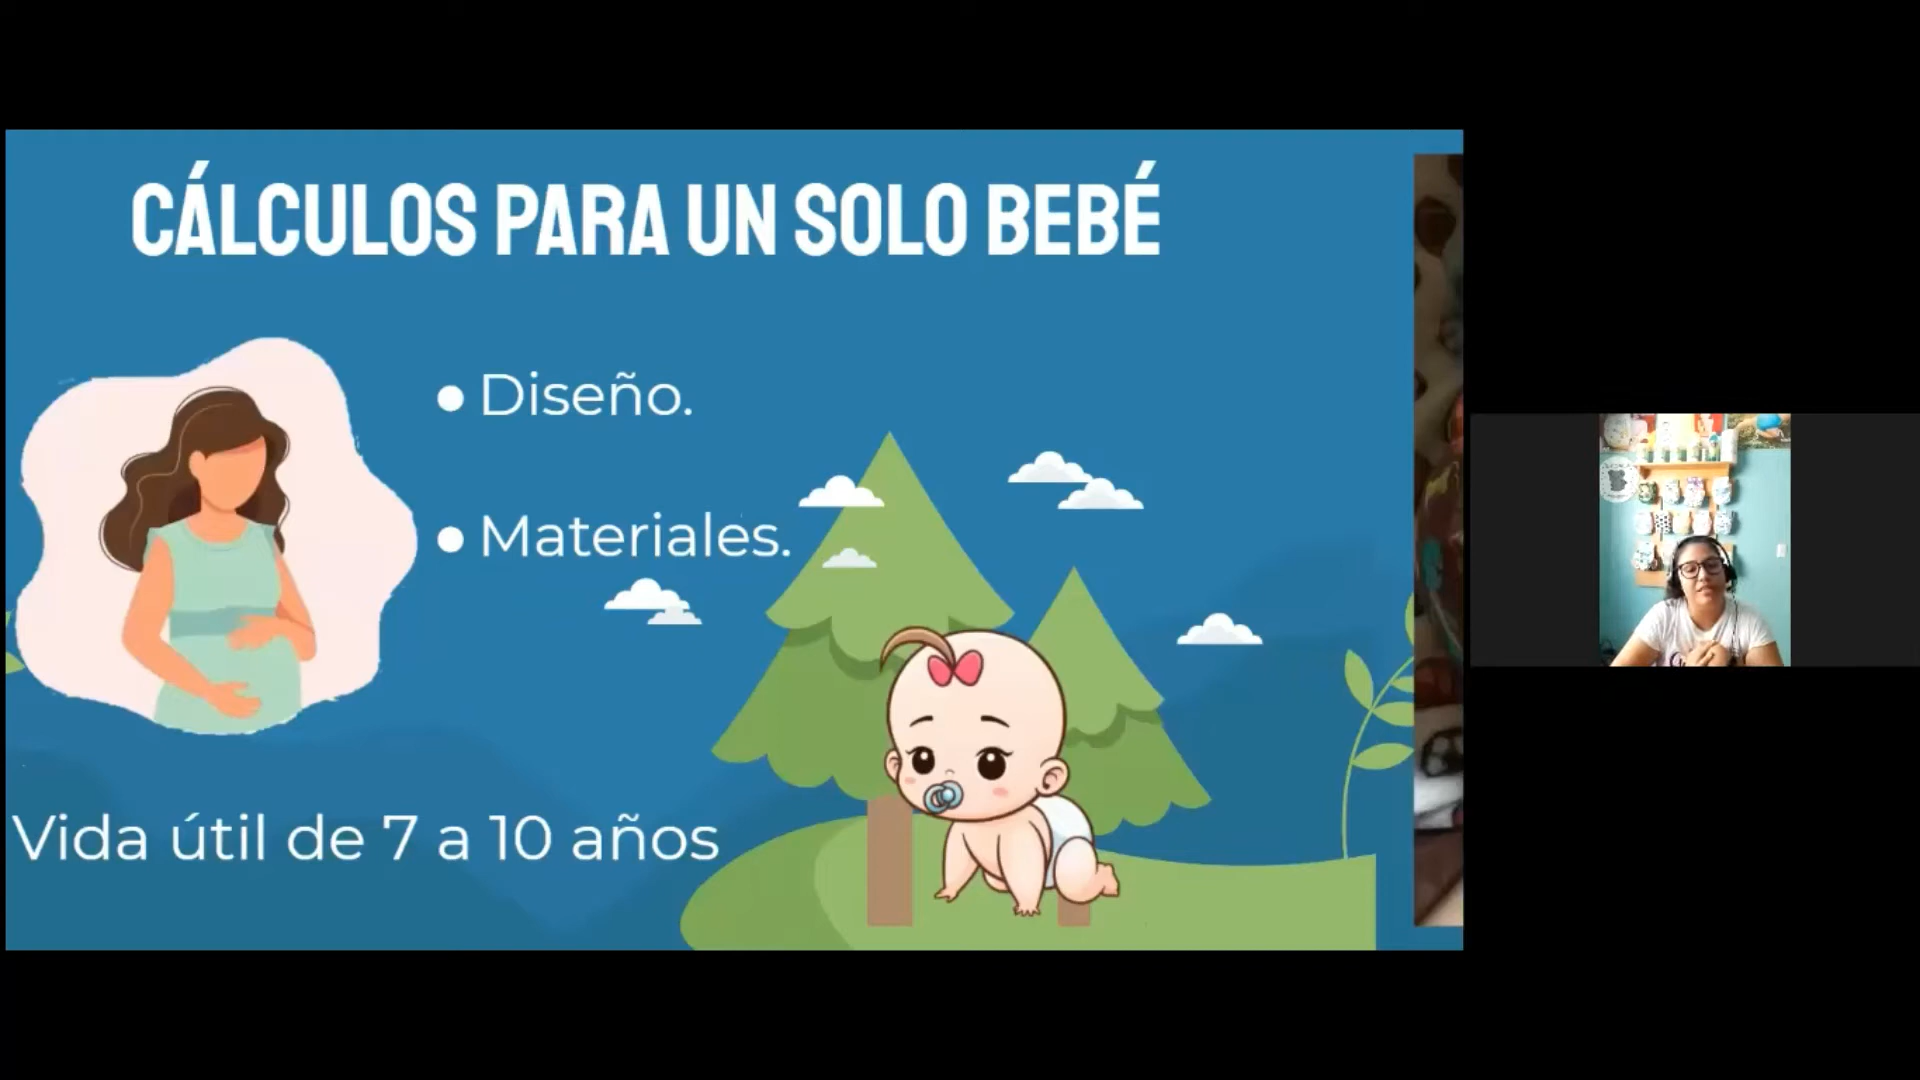 CÁLCULOS PARA UN SOLO BEBÉ
● Diseño.
● Materiales.
Vida útil de 7 a 10 años